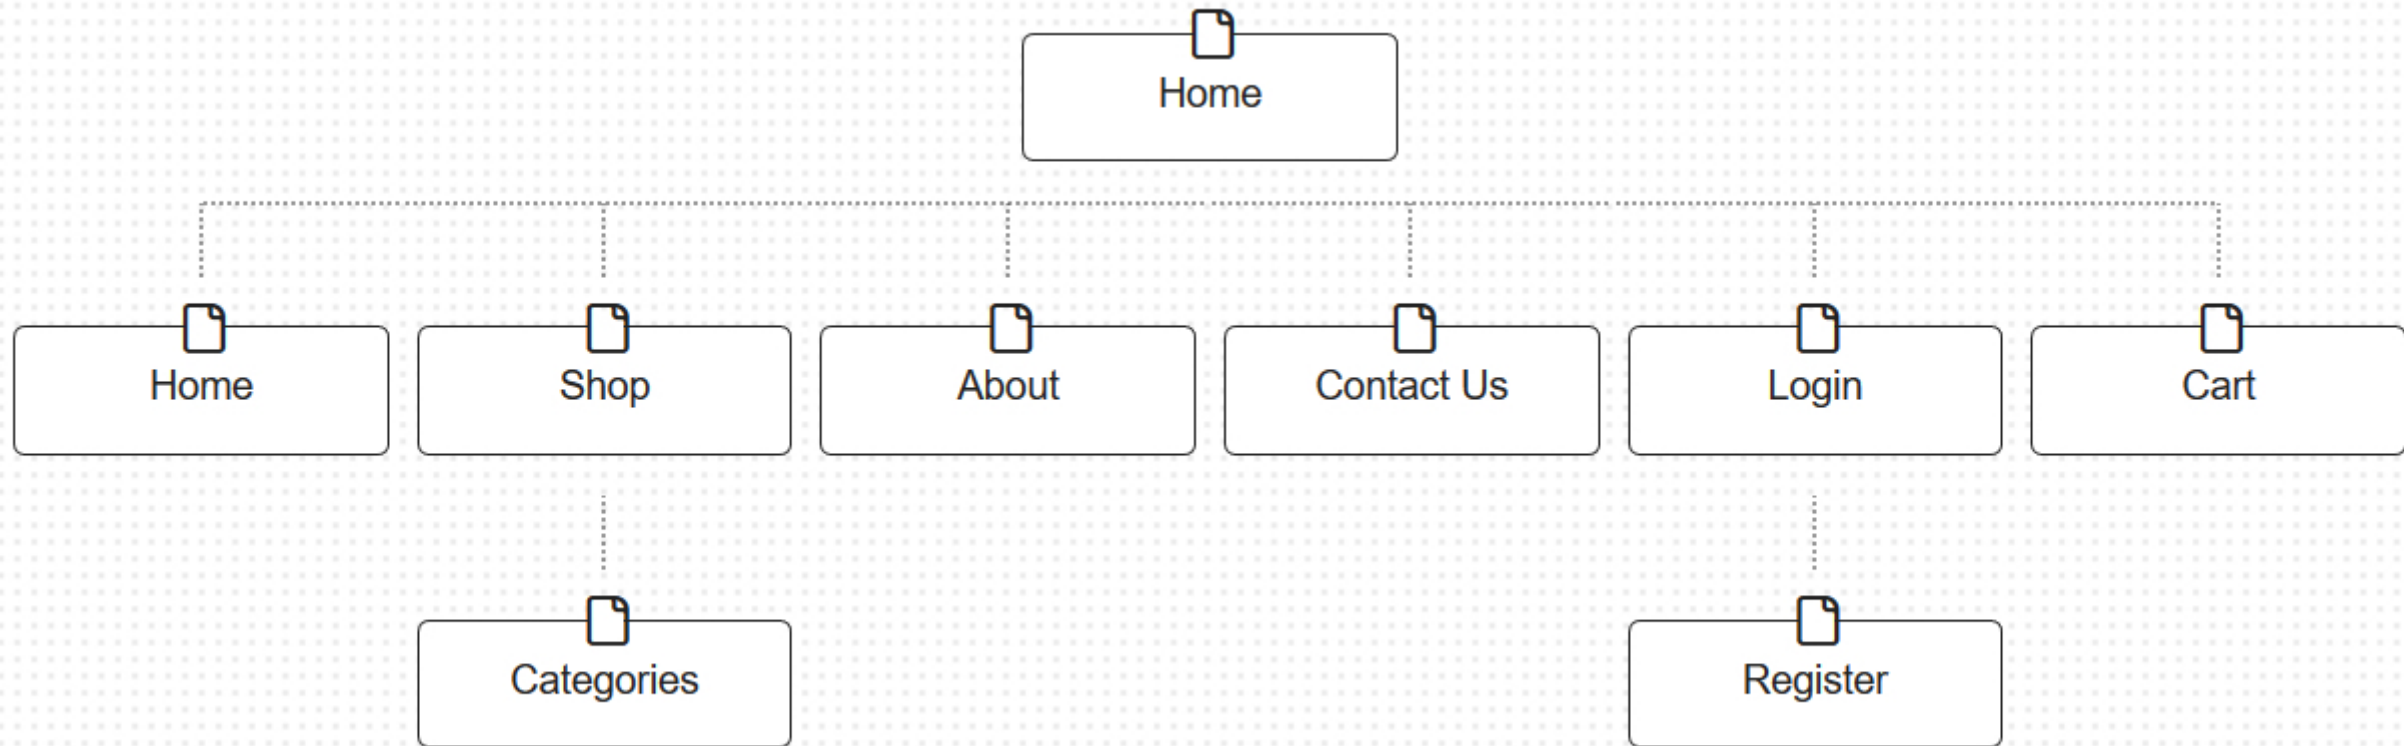 Home
Home
Shop
About
Contact Us
Login
Cart
Categories
Register